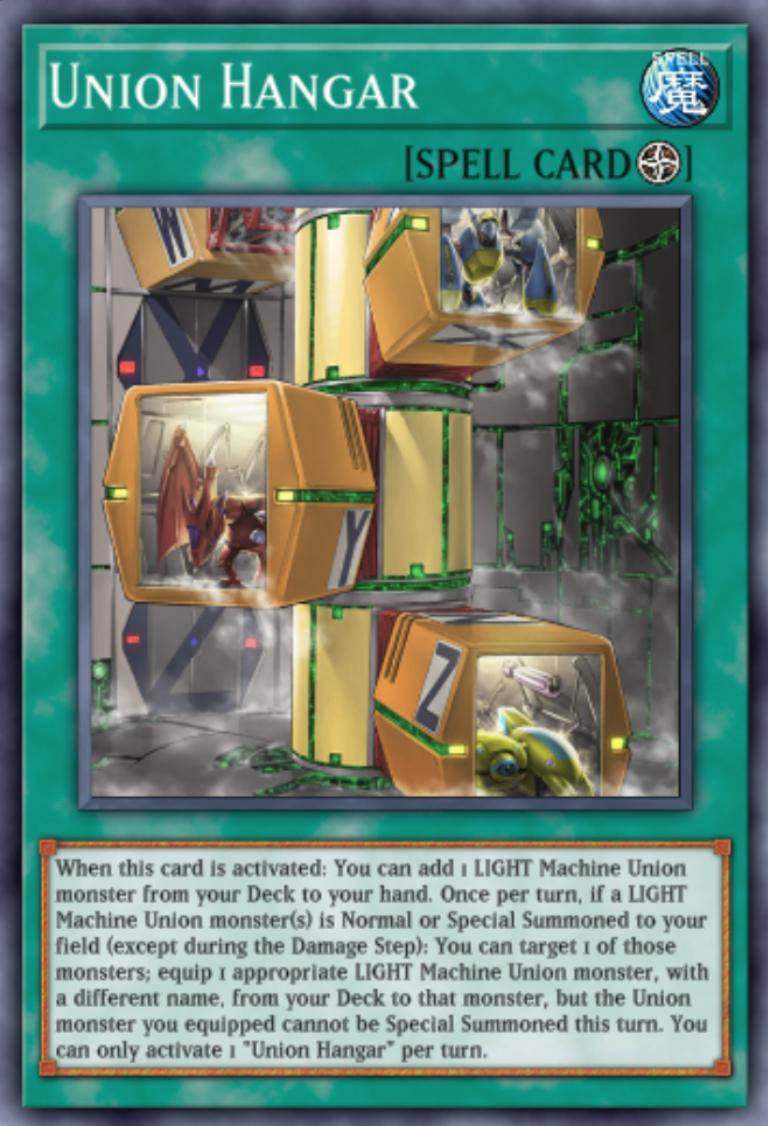 UNION HANGAR
SPELL
魔
[SPELL CARD]
W
X
Y
Z
When this card is activated: You can add 1 LIGHT Machine Union
monster from your Deck to your hand. Once per turn, if a LIGHT
Machine Union monster(s) is Normal or Special Summoned to your
field (except during the Damage Step): You can target 1 of those
monsters; equip 1 appropriate LIGHT Machine Union monster, with
a different name, from your Deck to that monster, but the Union
monster you equipped cannot be Special Summoned this turn. You
can only activate 1 "Union Hangar" per turn.